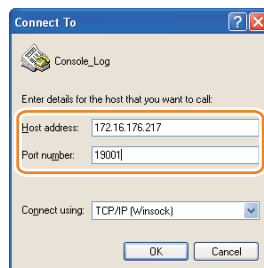 Connect To
Console_Log
Enter details for the host that you want to call:
Host address: 172.16.176.217
Port number: 19001
Connect using: TCP/IP (Winsock)
OK Cancel